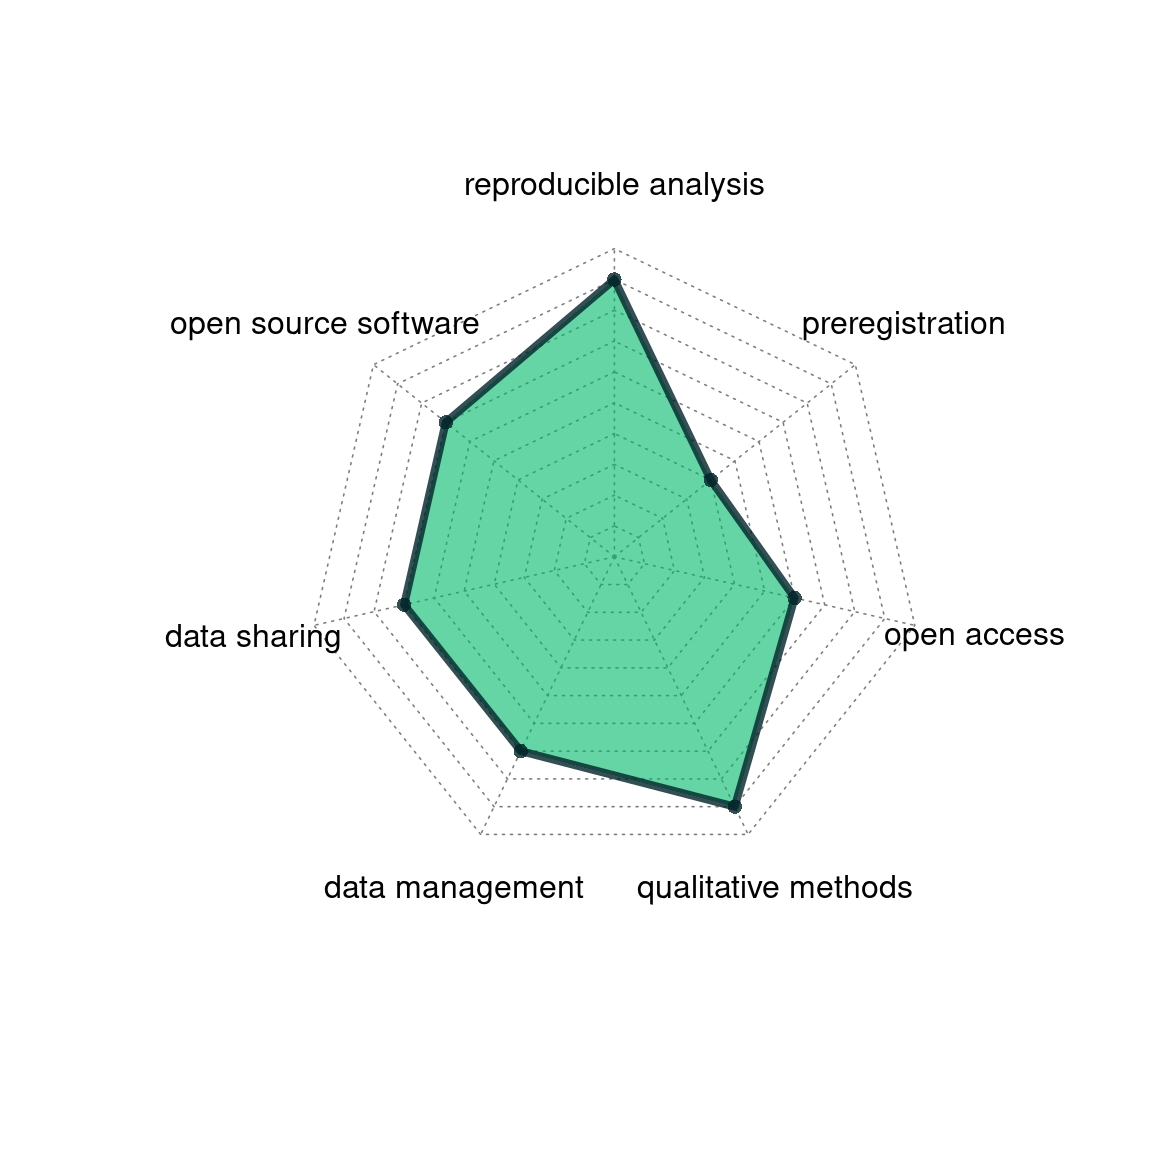 reproducible analysis
open source software
preregistration
data sharing
open access
data management
qualitative methods